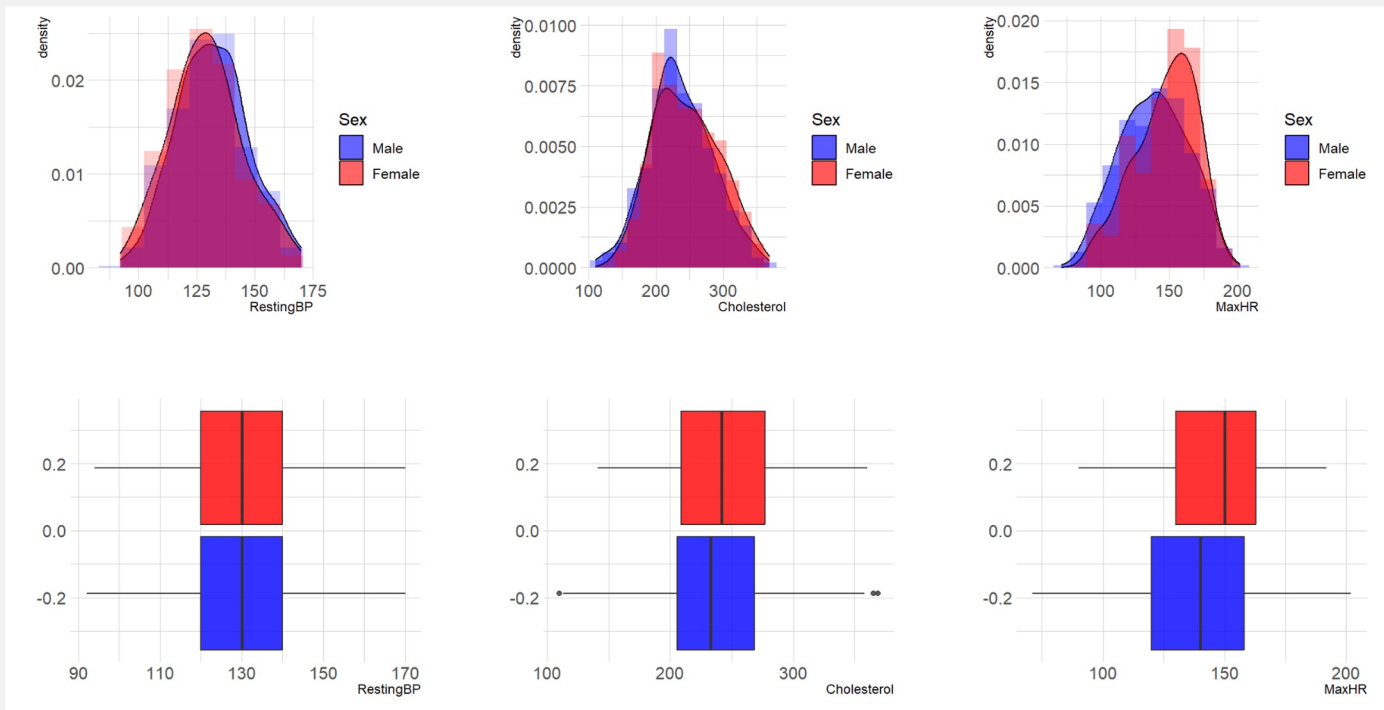 density
0.02
0.01
0.00
100 125 150 175
RestingBP
Sex
Male
Female
density
0.0100
0.0075
0.0050
0.0025
0.0000
100 200 300
Cholesterol
Sex
Male
Female
density
0.020
0.015
0.010
0.005
0.000
100 150 200
MaxHR
Sex
Male
Female
0.2
0.0
-0.2
90 110 130 150 170
RestingBP
0.2
0.0
-0.2
100 200 300
Cholesterol
0.2
0.0
-0.2
100 150 200
MaxHR